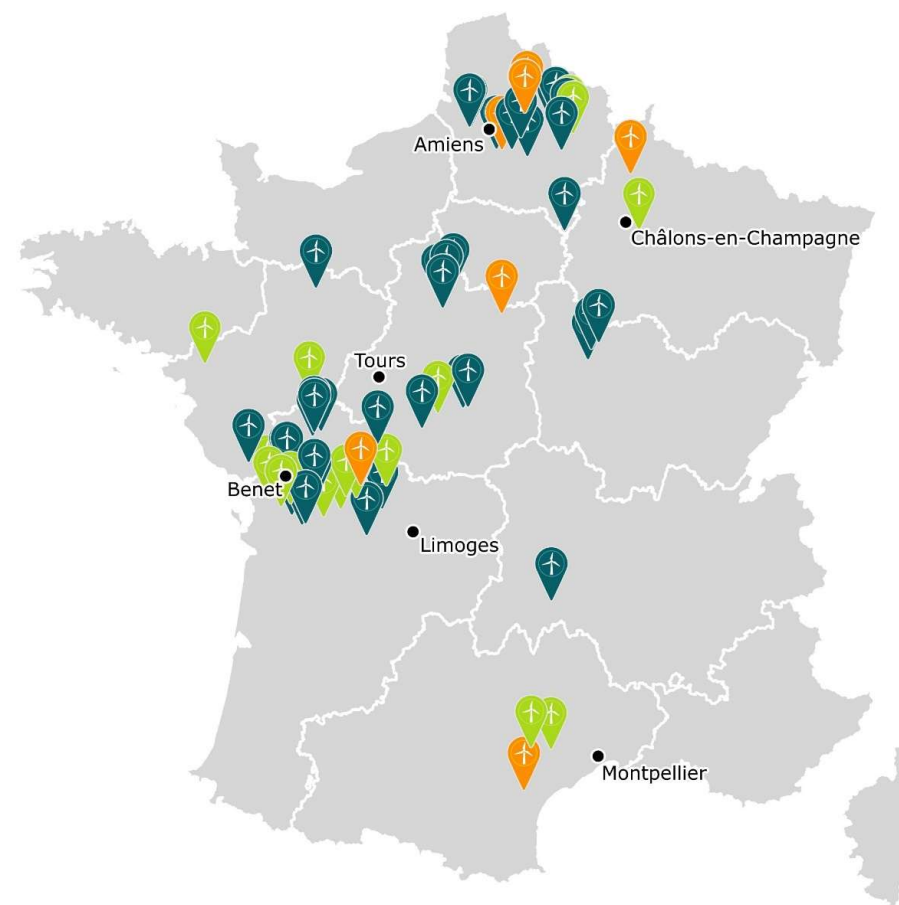 Amiens
Châlons-en-Champagne
Tours
Benet
Limoges
Montpellier